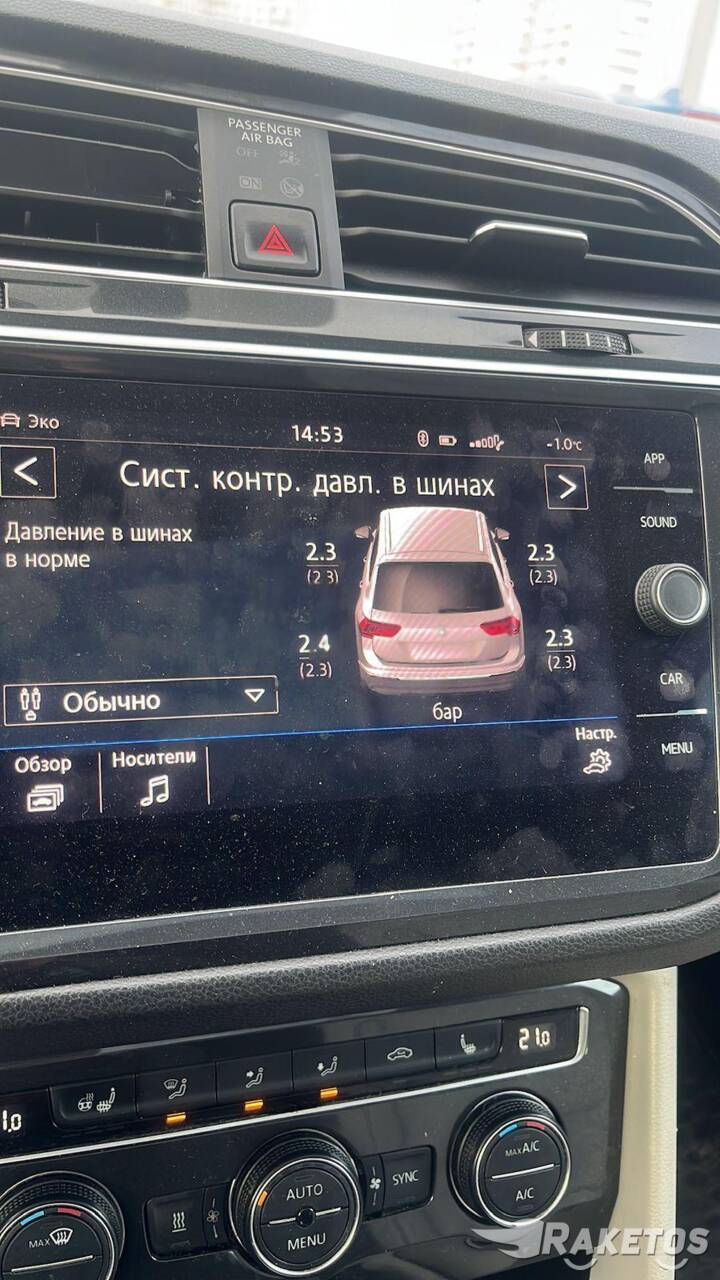 PASSENGER
AIR BAG
OFF
ON
Эко
14:53
-1.0°C
APP
Сист. контр. давл. в шинах
SOUND
Давление в шинах
в норме
2.3
(2.3)
2.3
(2.3)
2.4
(2.3)
2.3
(2.3)
Обычно
бар
CAR
Настр.
MENU
Обзор
Носители
21.0
AUTO
MENU
SYNC
MAX A/C
A/C
MAX
RAKETOS